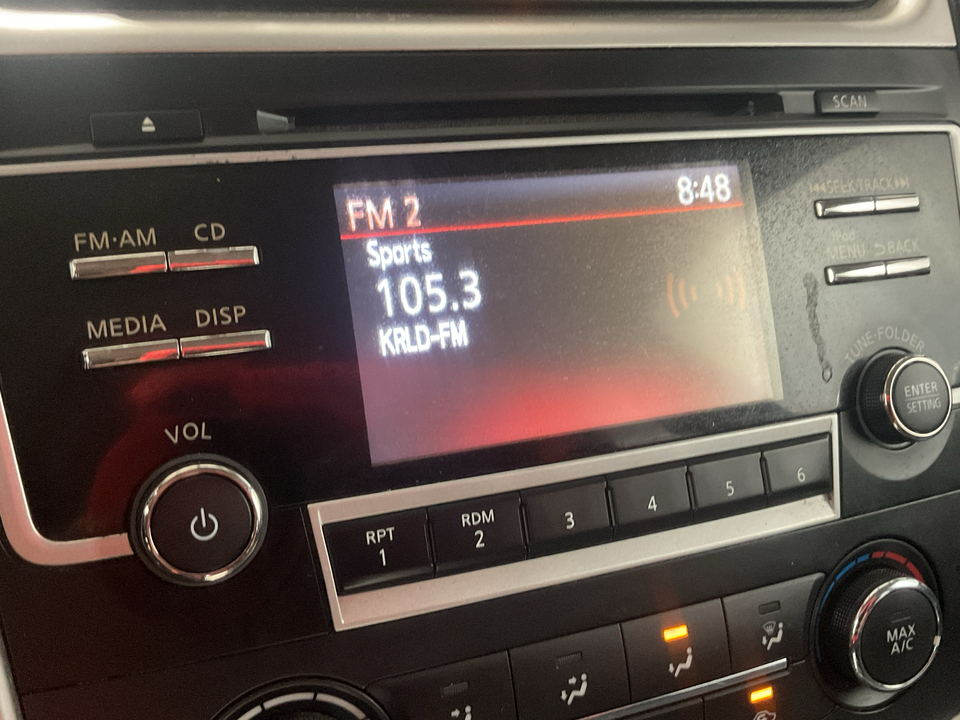 SCAN
FM 2 8:48
Sports
105.3
KRLD-FM
FM·AM CD
MEDIA DISP
VOL
SEEK·TRACK
iPod
MENU BACK
TUNE·FOLDER
ENTER
SETTING
RPT
1
RDM
2
3
4
5
6
MAX
A/C